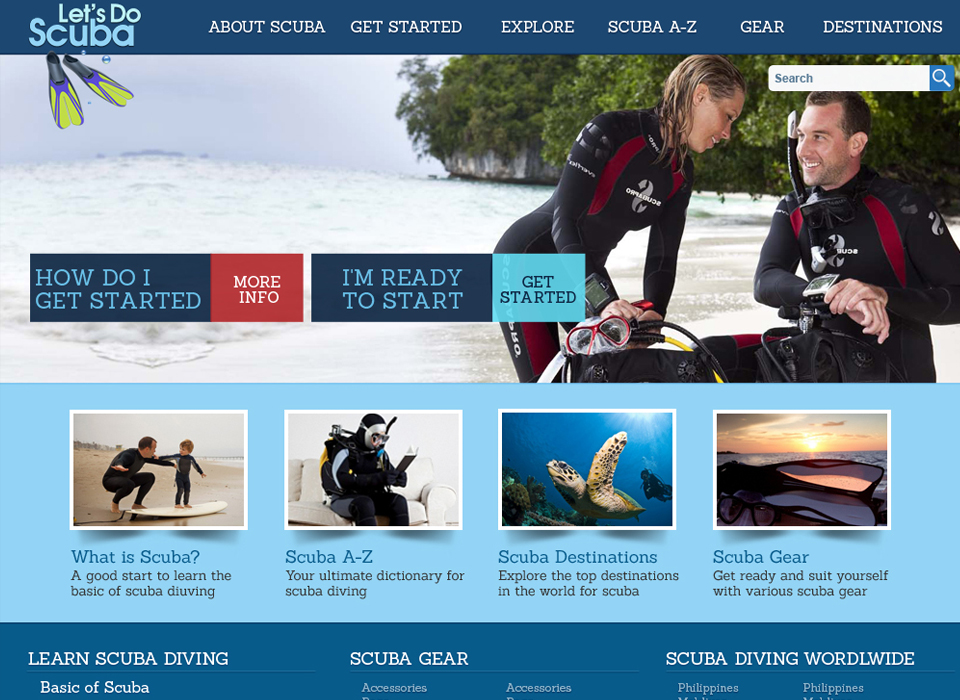 Let's Do
Scuba
ABOUT SCUBA GET STARTED EXPLORE SCUBA A-Z GEAR DESTINATIONS
Search
SCUBAPRO
HOW DO I
GET STARTED
MORE
INFO
I'M READY
TO START
GET
STARTED
What is Scuba?
A good start to learn the
basic of scuba diuving
Scuba A-Z
Your ultimate dictionary for
scuba diving
Scuba Destinations
Explore the top destinations
in the world for scuba
Scuba Gear
Get ready and suit yourself
with various scuba gear
LEARN SCUBA DIVING
Basic of Scuba
SCUBA GEAR
Accessories Accessories
SCUBA DIVING WORDLWIDE
Philippines Philippines